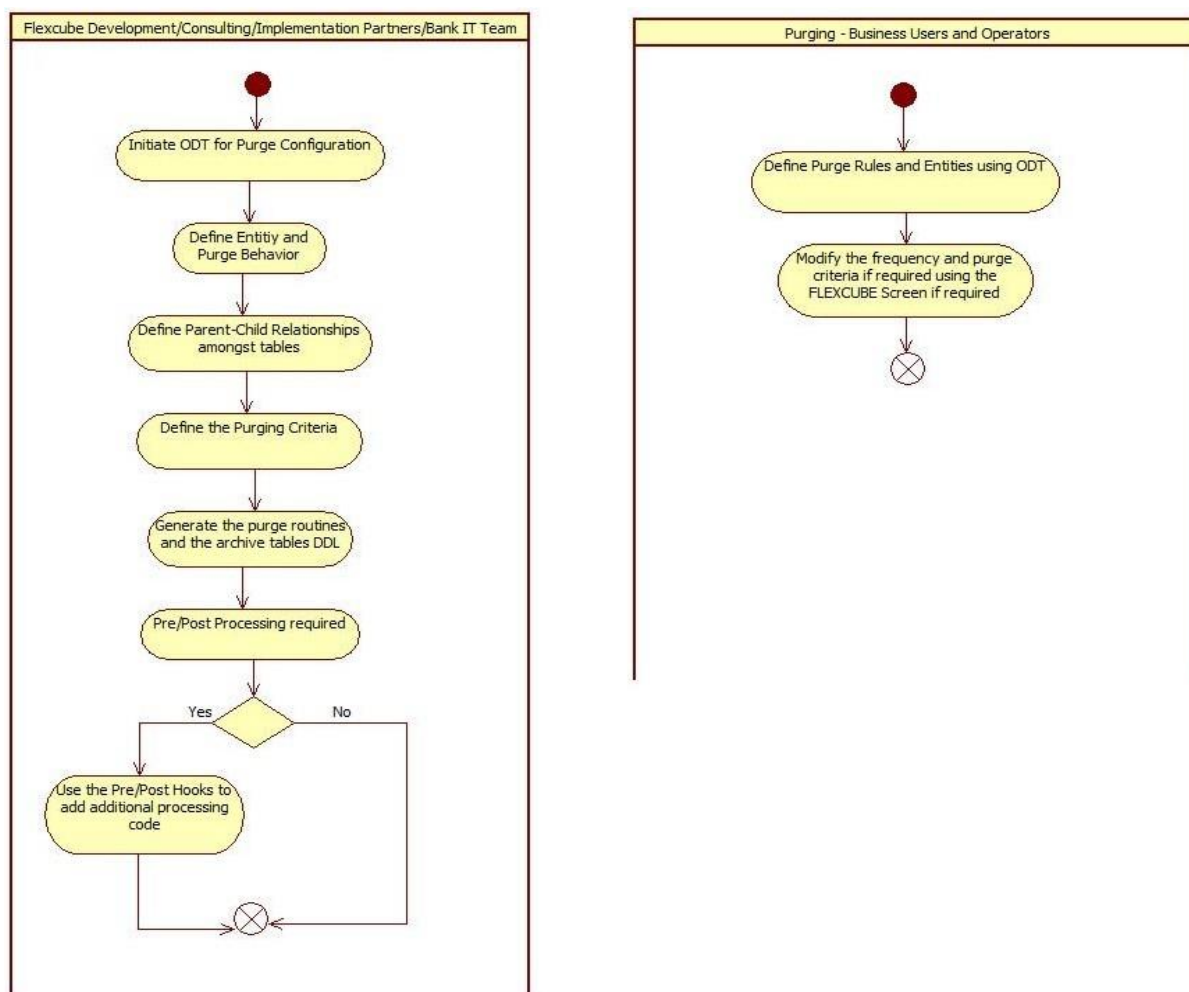 Flexcube Development/Consulting/Implementation Partners/Bank IT Team
Initiate ODT for Purge Configuration
Define Entitiy and
Purge Behavior
Define Parent-Child Relationships
amongst tables
Define the Purging Criteria
Generate the purge routines
and the archive tables DDL
Pre/Post Processing required
Yes
No
Use the Pre/Post Hooks to
add additional processing
code
Purging - Business Users and Operators
Define Purge Rules and Entities using ODT
Modify the frequency and purge
criteria if required using the
FLEXCUBE Screen if required